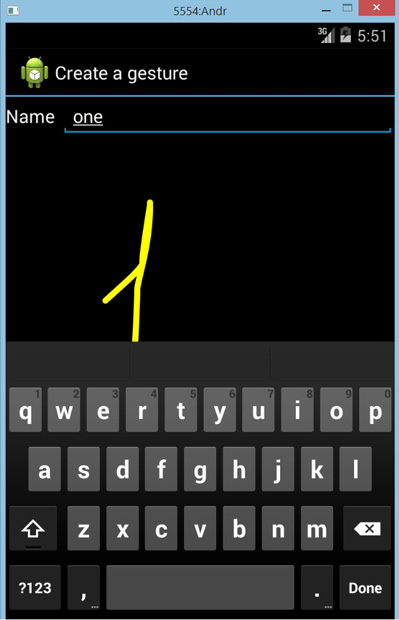 5554:Andr
3G 5:51
Create a gesture
Name one
1 2 3 4 5 6 7 8 9 0
q w e r t y u i o p
a s d f g h j k l
z x c v b n m
?123 , ... . ... Done